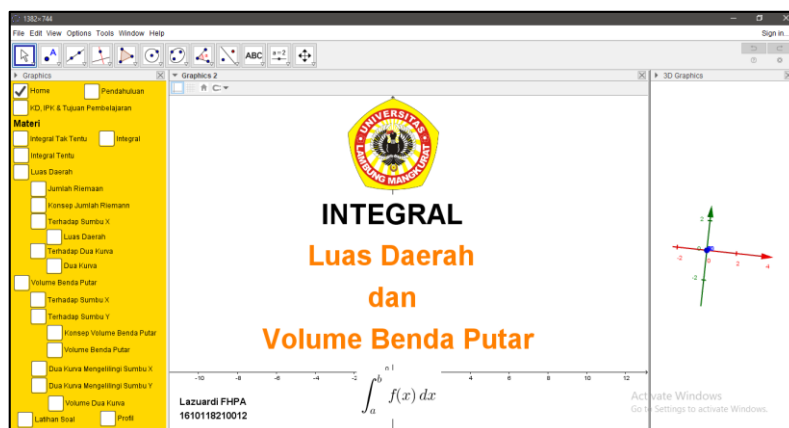 1382×744
File Edit View Options Tools Window Help
Sign in...
A
ABC
a=2
Graphics
Graphics 2
3D Graphics
Home
Pendahuluan
KD, IPK & Tujuan Pembelajaran
Materi
Integral Tak Tentu
Integral
Integral Tentu
Luas Daerah
Jumlah Riemaan
Konsep Jumlah Riemann
Terhadap Sumbu X
Luas Daerah
Terhadap Dua Kurva
Dua Kurva
Volume Benda Putar
Terhadap Sumbu X
Terhadap Sumbu Y
Konsep Volume Benda Putar
Volume Benda Putar
Dua Kurva Mengelilingi Sumbu X
Dua Kurva Mengelilingi Sumbu Y
Volume Dua Kurva
Latihan Soal
Profil
UNIVERSITAS
LAMBUNG MANGKURAT
INTEGRAL
Luas Daerah
dan
Volume Benda Putar
-10 -8 -6 -4 -2 0 4 6 8 10 12
∫_a^b f(x) dx
Lazuardi FHPA
1610118210012
2
-2 0 0 2 4
-2
Activate Windows
Go to Settings to activate Windows.